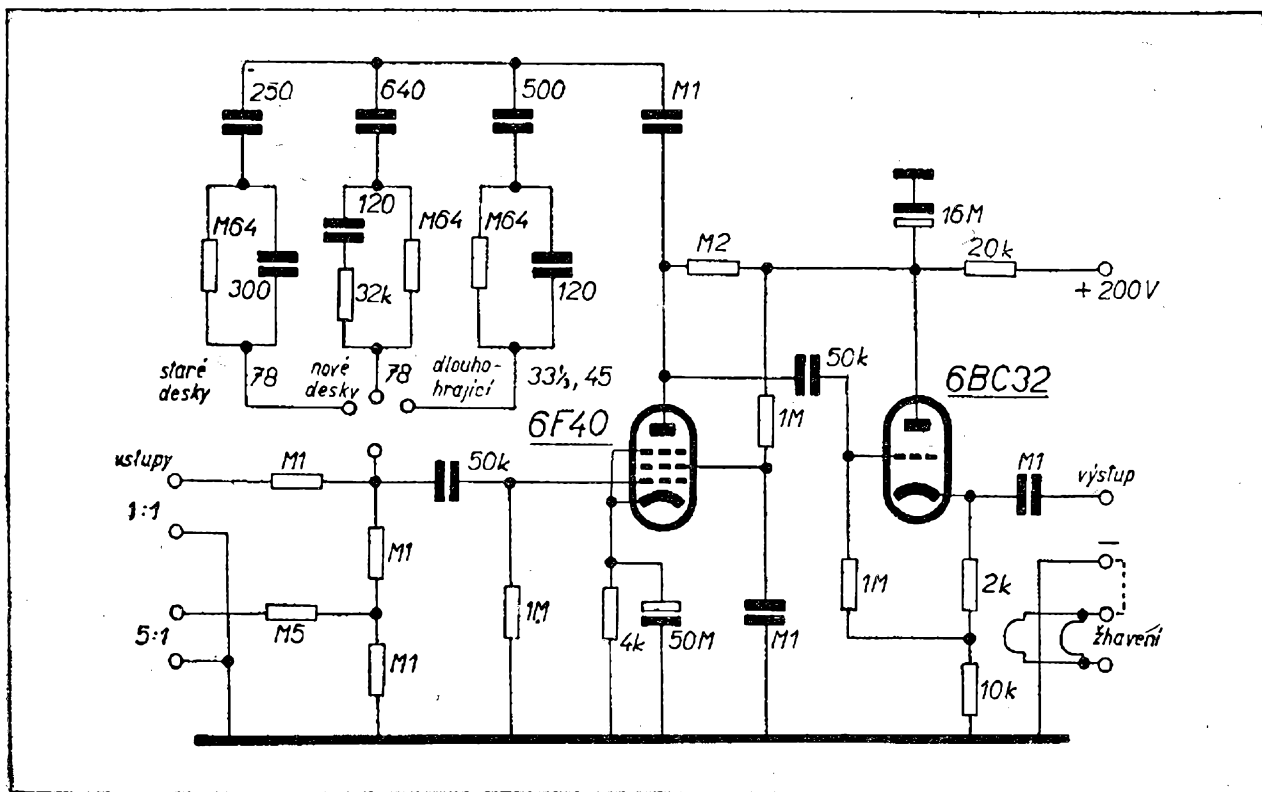 250
640
500
M1
M64
300
120
32k
M64
M64
120
M2
16M
20k
+ 200V
staré desky
78
nové desky
78
dlouho-
hrající
33⅓, 45
50k
6BC32
6F40
1M
vstupy
M1
50k
M1
výstup
1:1
M1
1M
2k
5:1
M5
M1
1M
4k
50M
M1
10k
–
žhavení